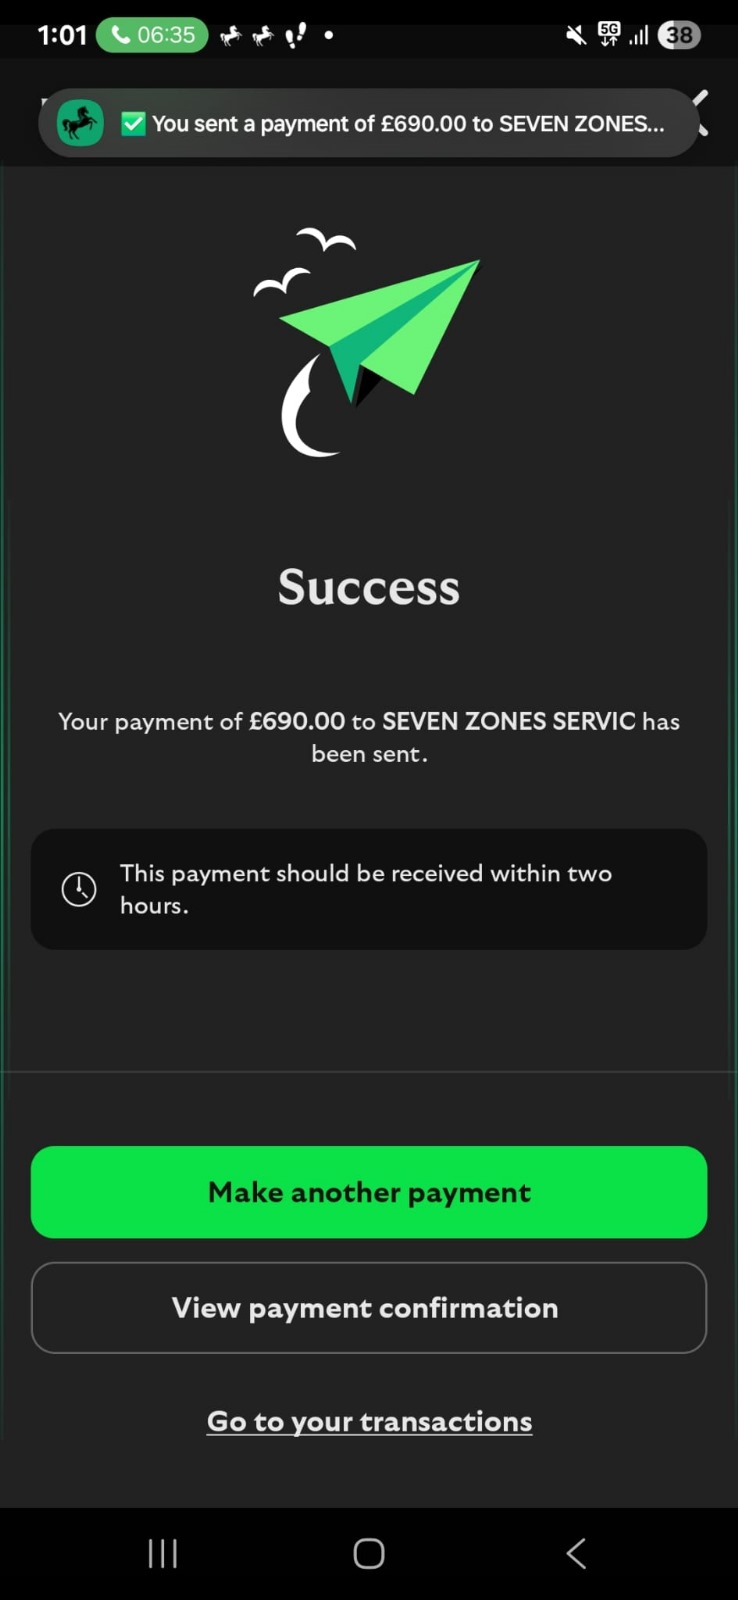 1:01 06:35 5G 38
✅ You sent a payment of £690.00 to SEVEN ZONES...
Success
Your payment of £690.00 to SEVEN ZONES SERVIC has
been sent.
This payment should be received within two
hours.
Make another payment
View payment confirmation
Go to your transactions